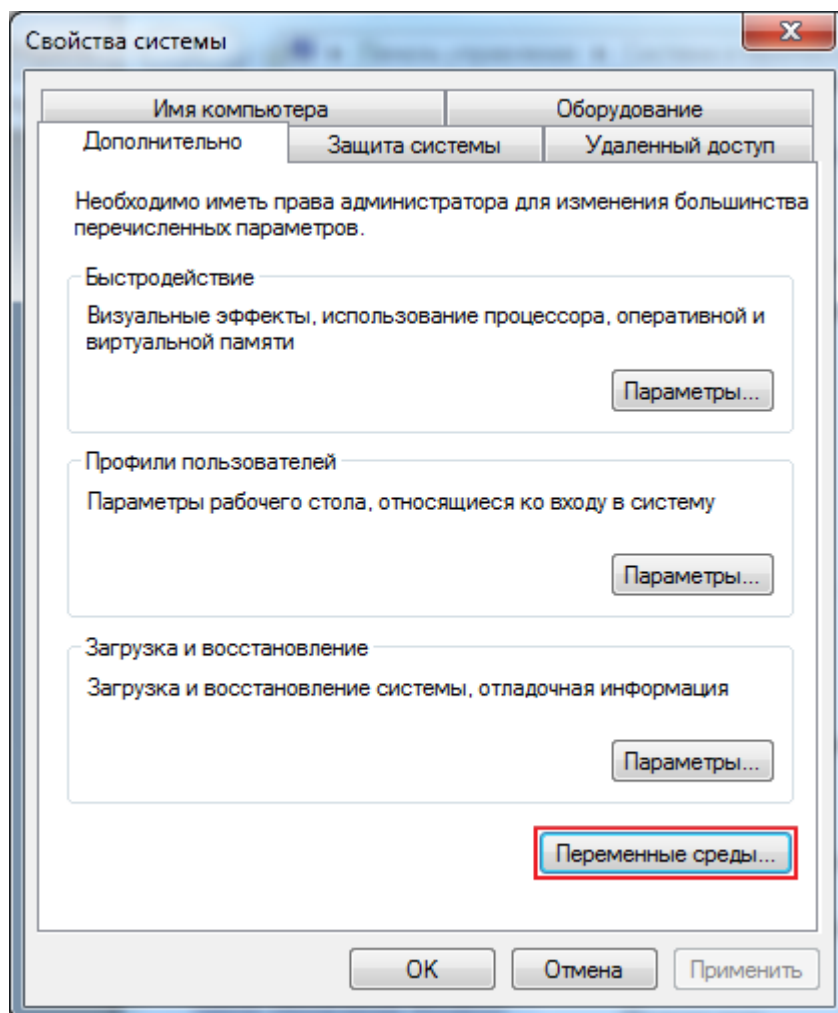 Свойства системы
Имя компьютера
Оборудование
Дополнительно
Защита системы
Удаленный доступ
Необходимо иметь права администратора для изменения большинства
перечисленных параметров.
Быстродействие
Визуальные эффекты, использование процессора, оперативной и
виртуальной памяти
Параметры...
Профили пользователей
Параметры рабочего стола, относящиеся ко входу в систему
Параметры...
Загрузка и восстановление
Загрузка и восстановление системы, отладочная информация
Параметры...
Переменные среды...
OK
Отмена
Применить